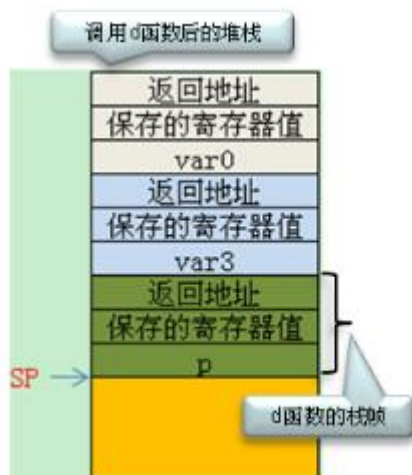 调用d函数后的堆栈
返回地址
保存的寄存器值
var0
返回地址
保存的寄存器值
var3
返回地址
保存的寄存器值
p
SP
d函数的栈帧